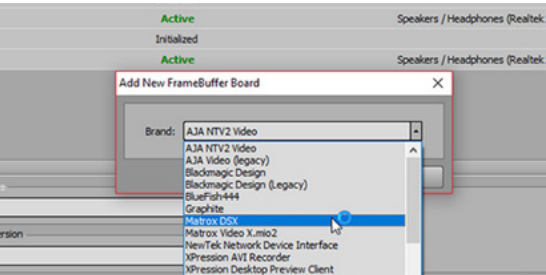 Active Speakers / Headphones (Realtek
Initialized
Active Speakers / Headphones (Realtek
Add New FrameBuffer Board
Brand: AJA NTV2 Video
AJA NTV2 Video
AJA Video (legacy)
Blackmagic Design
Blackmagic Design (Legacy)
BlueFish444
Graphite
Matrox DSX
Matrox Video X.mio2
NewTek Network Device Interface
XPression AVI Recorder
XPression Desktop Preview Client
ersion